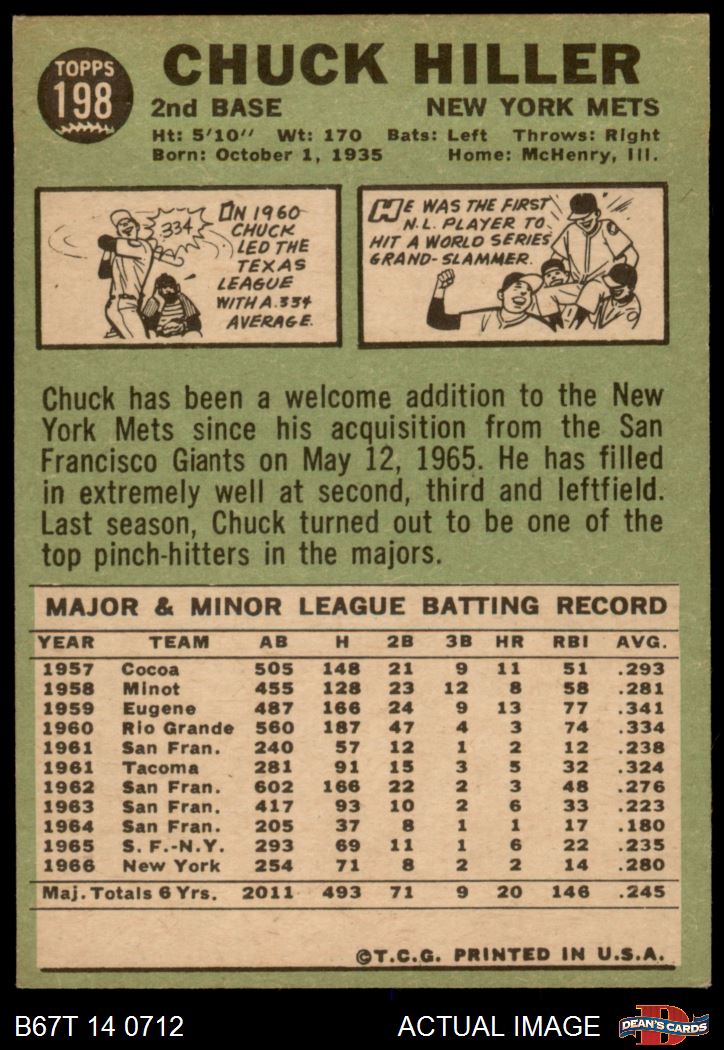 TOPPS
198
CHUCK HILLER
2nd BASE NEW YORK METS
Ht: 5'10" Wt: 170 Bats: Left Throws: Right
Born: October 1, 1935 Home: McHenry, Ill.
334
IN 1960
CHUCK
LED THE
TEXAS
LEAGUE
WITH A .334
AVERAGE.
HE WAS THE FIRST
N.L. PLAYER TO
HIT A WORLD SERIES
GRAND-SLAMMER.
Chuck has been a welcome addition to the New
York Mets since his acquisition from the San
Francisco Giants on May 12, 1965. He has filled
in extremely well at second, third and leftfield.
Last season, Chuck turned out to be one of the
top pinch-hitters in the majors.
MAJOR & MINOR LEAGUE BATTING RECORD
YEAR TEAM AB H 2B 3B HR RBI AVG.
1957 Cocoa 505 148 21 9 11 51 .293
1958 Minot 455 128 23 12 8 58 .281
1959 Eugene 487 166 24 9 13 77 .341
1960 Rio Grande 560 187 47 4 3 74 .334
1961 San Fran. 240 57 12 1 2 12 .238
1961 Tacoma 281 91 15 3 5 32 .324
1962 San Fran. 602 166 22 2 3 48 .276
1963 San Fran. 417 93 10 2 6 33 .223
1964 San Fran. 205 37 8 1 1 17 .180
1965 S. F.-N.Y. 293 69 11 1 6 22 .235
1966 New York 254 71 8 2 2 14 .280
Maj. Totals 6 Yrs. 2011 493 71 9 20 146 .245
©T.C.G. PRINTED IN U.S.A.
B67T 14 0712 ACTUAL IMAGE D DEAN'S CARDS